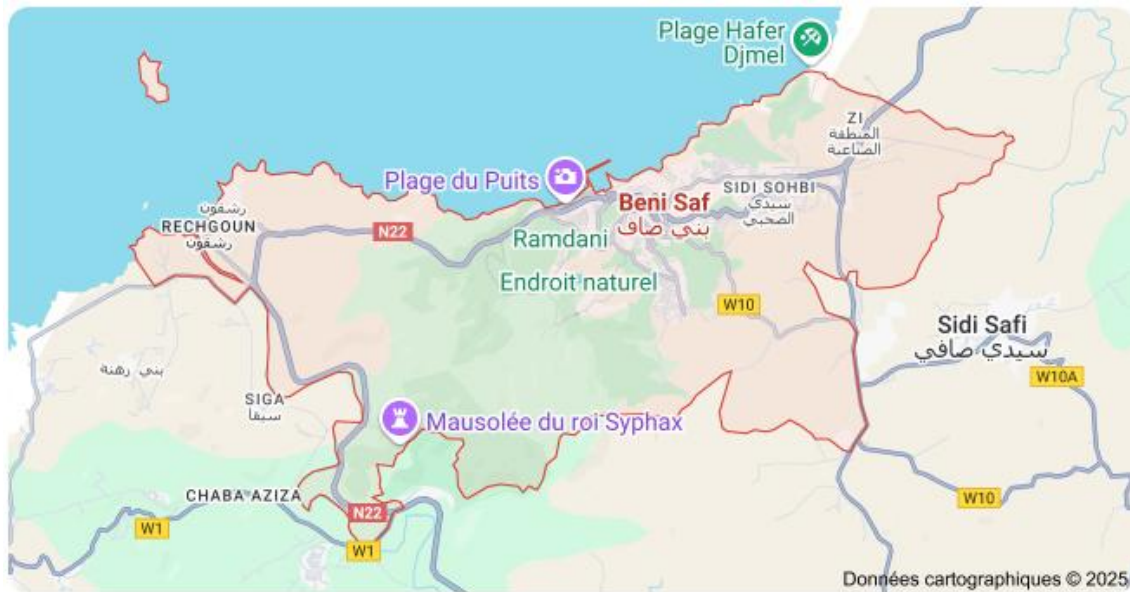 Plage Hafer
Djmel
ZI
المنطقة
الصناعية
Plage du Puits
Beni Saf
بني صاف
SIDI SOHBI
سيدي
الصحبي
رشقون
RECHGOUN
رشقون
N22
Ramdani
Endroit naturel
W10
Sidi Safi
سيدي صافي
بني رهنة
W10A
SIGA
سيقا
Mausolée du roi Syphax
CHABA AZIZA
W10
N22
W1
W1
Données cartographiques © 2025